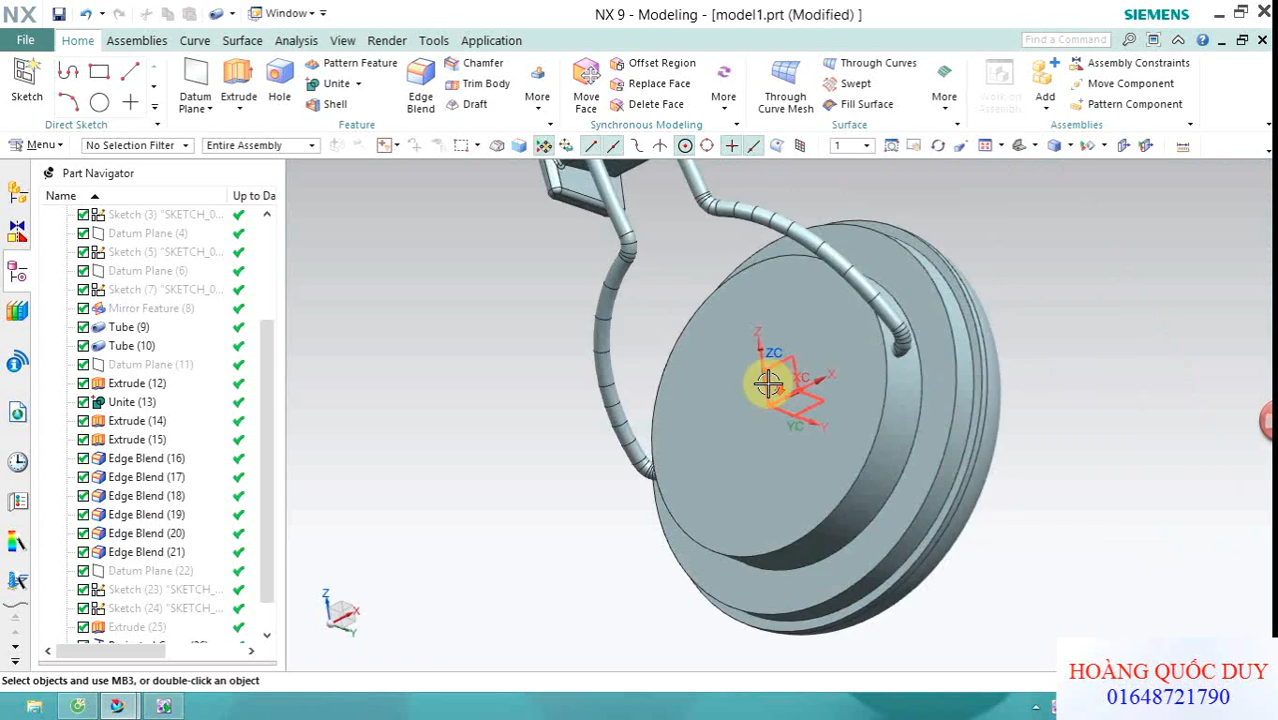 NX
Window
NX 9 - Modeling - [model1.prt (Modified) ]
SIEMENS
File
Home
Assemblies
Curve
Surface
Analysis
View
Render
Tools
Application
Find a Command
Sketch
Direct Sketch
Datum
Plane
Extrude
Hole
Pattern Feature
Unite
Shell
Edge
Blend
Chamfer
Trim Body
Draft
More
Feature
Move
Face
Offset Region
Replace Face
Delete Face
More
Synchronous Modeling
Through
Curve Mesh
Through Curves
Swept
Fill Surface
More
Surface
Work on
Assembly
Add
Assembly Constraints
Move Component
Pattern Component
Assemblies
Menu
No Selection Filter
Entire Assembly
1
Part Navigator
Name
Up to Da
Sketch (3) "SKETCH_0...
Datum Plane (4)
Sketch (5) "SKETCH_0...
Datum Plane (6)
Sketch (7) "SKETCH_0...
Mirror Feature (8)
Tube (9)
Tube (10)
Datum Plane (11)
Extrude (12)
Unite (13)
Extrude (14)
Extrude (15)
Edge Blend (16)
Edge Blend (17)
Edge Blend (18)
Edge Blend (19)
Edge Blend (20)
Edge Blend (21)
Datum Plane (22)
Sketch (23) "SKETC...
Sketch (24) "SKETC...
Extrude (25)
Z
ZC
XC
X
YC
Y
Z
X
Y
Select objects and use MB3, or double-click an object
HOÀNG QUỐC DUY
01648721790